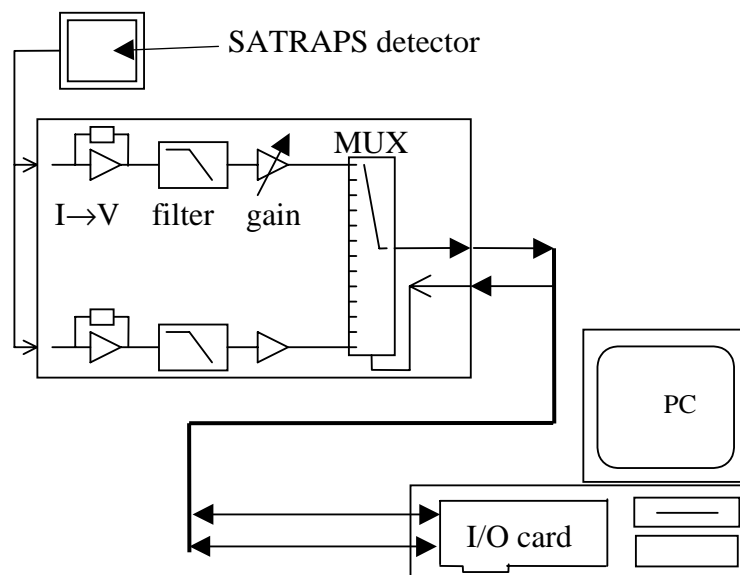 SATRAPS detector
MUX
I→V filter gain
PC
I/O card